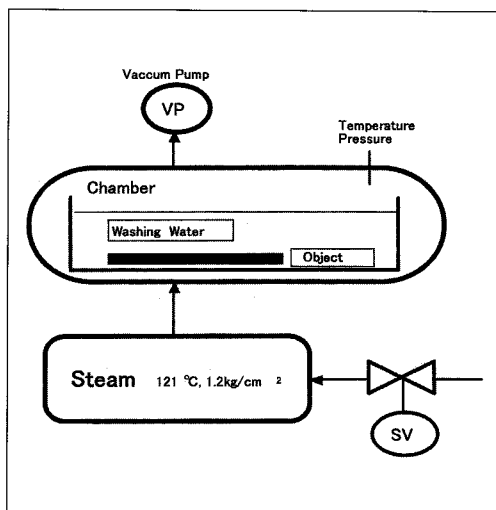 Vaccum Pump
VP
Temperature
Pressure
Chamber
Washing Water
Object
Steam 121 ℃, 1.2kg/cm 2
SV